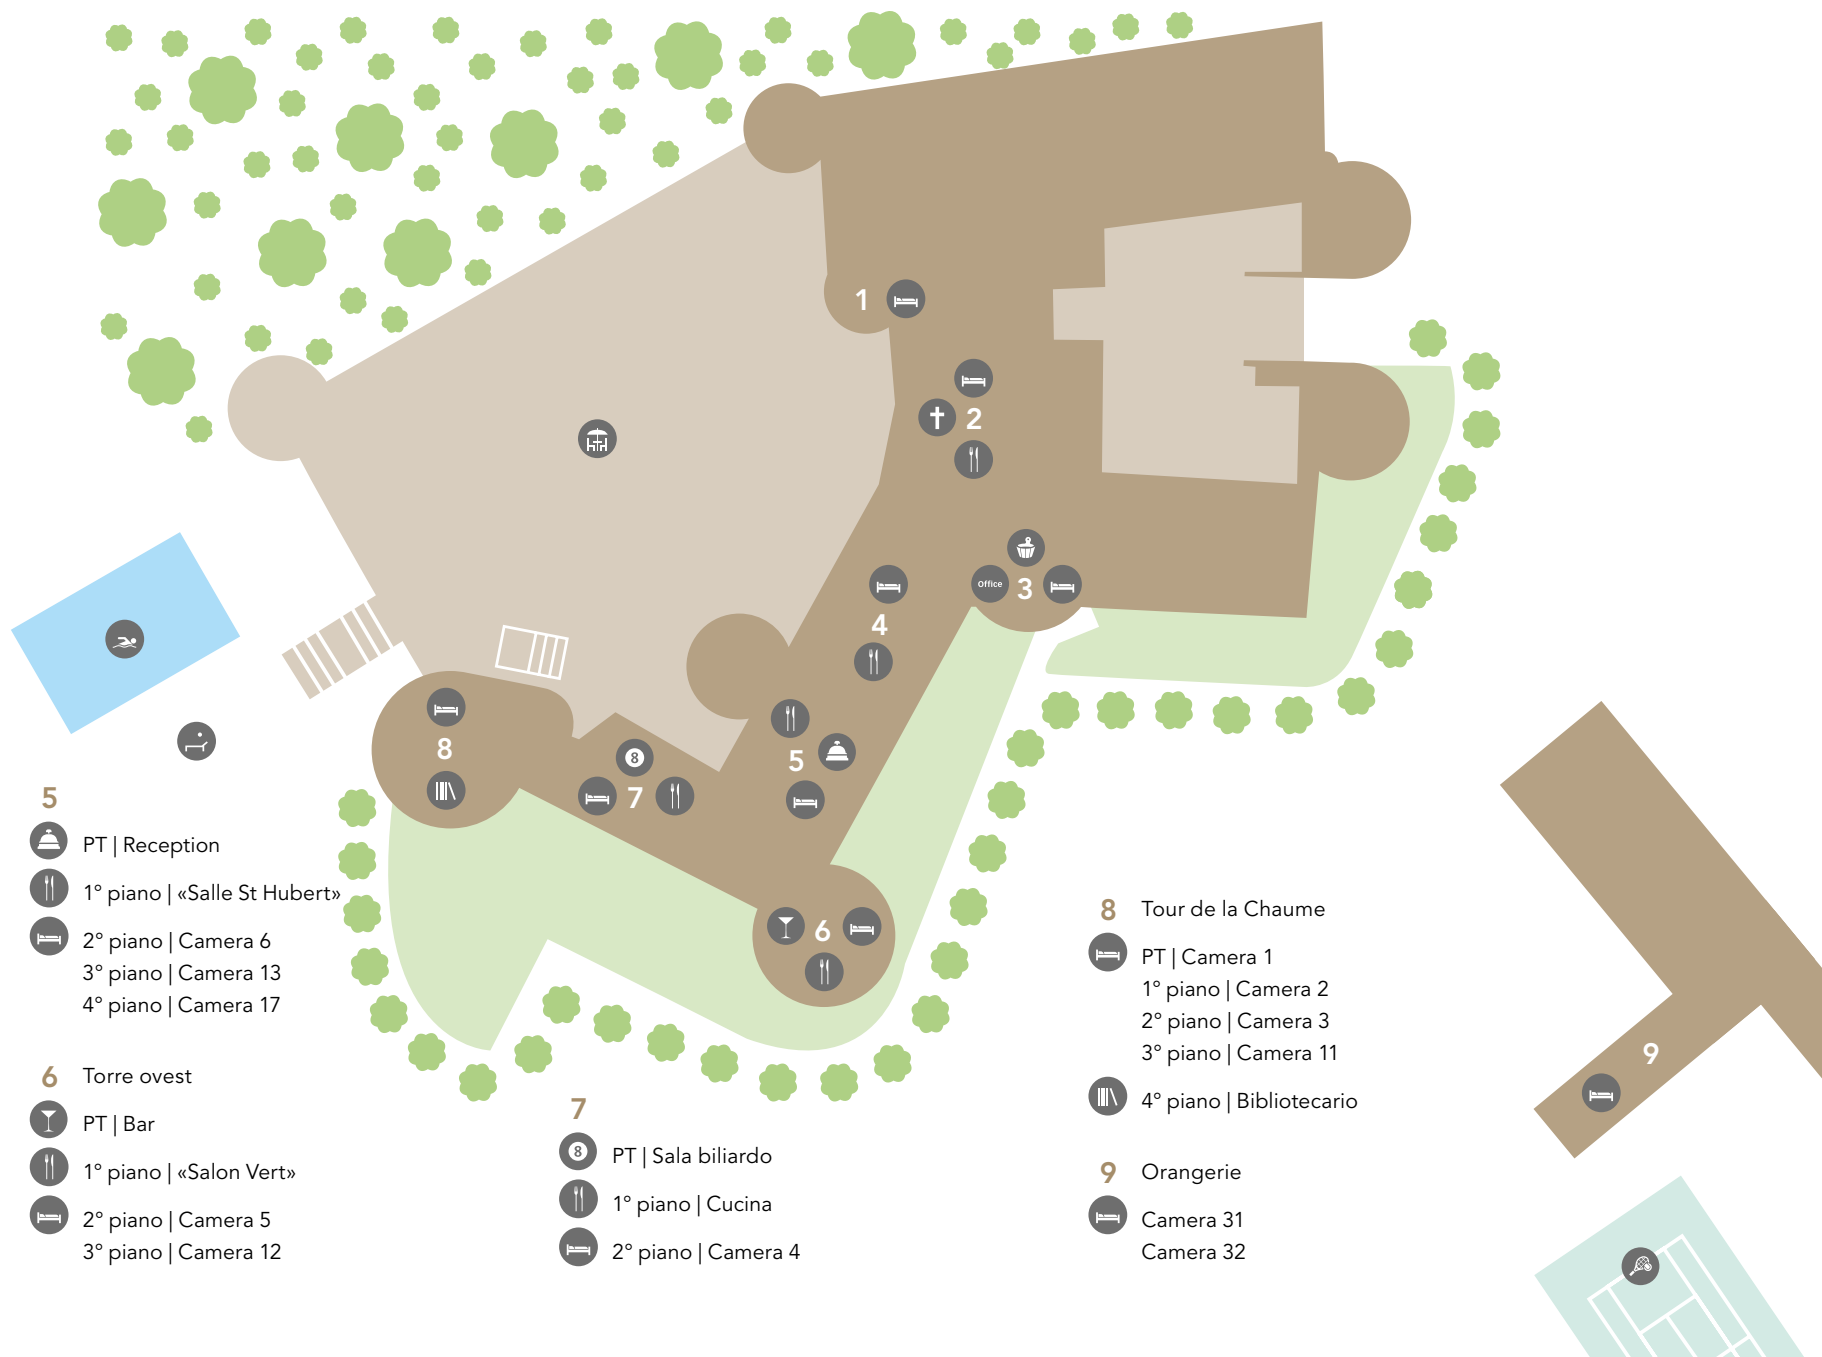 1
2
Office
3
4
5
8
8
7
6
9
5
PT | Reception
1° piano | «Salle St Hubert»
2° piano | Camera 6
3° piano | Camera 13
4° piano | Camera 17
6 Torre ovest
PT | Bar
1° piano | «Salon Vert»
2° piano | Camera 5
3° piano | Camera 12
7
8 PT | Sala biliardo
1° piano | Cucina
2° piano | Camera 4
8 Tour de la Chaume
PT | Camera 1
1° piano | Camera 2
2° piano | Camera 3
3° piano | Camera 11
4° piano | Bibliotecario
9 Orangerie
Camera 31
Camera 32